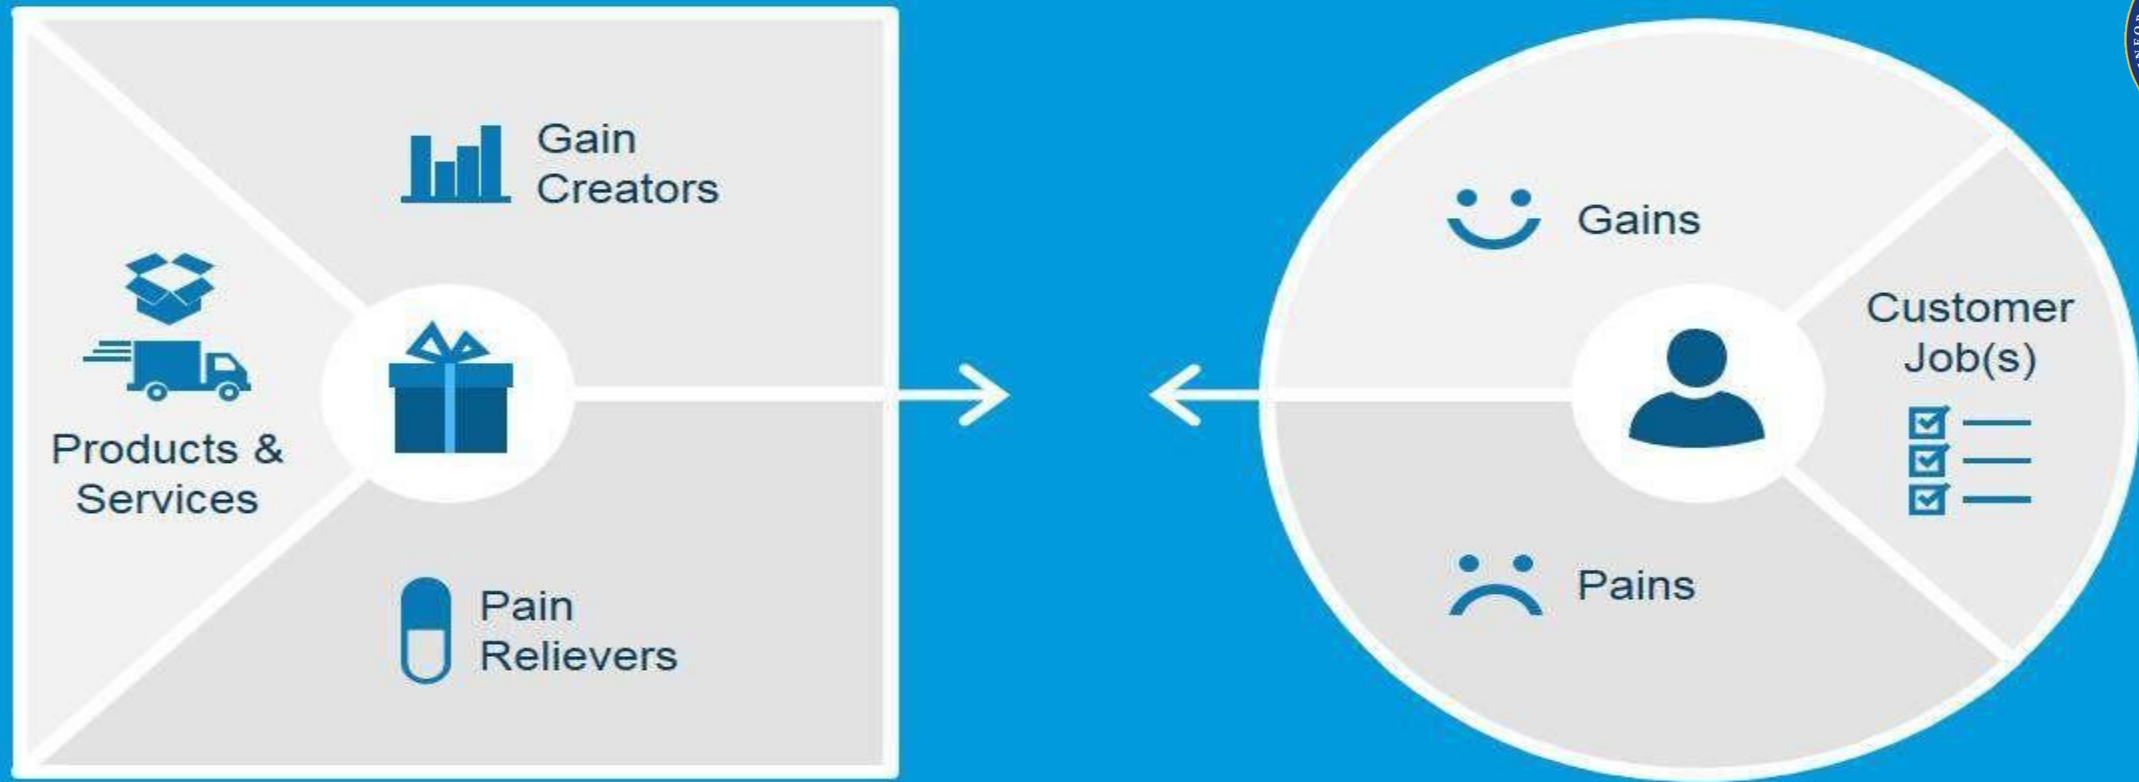 Gain
Creators
Products &
Services
Pain
Relievers
Gains
Customer
Job(s)
Pains